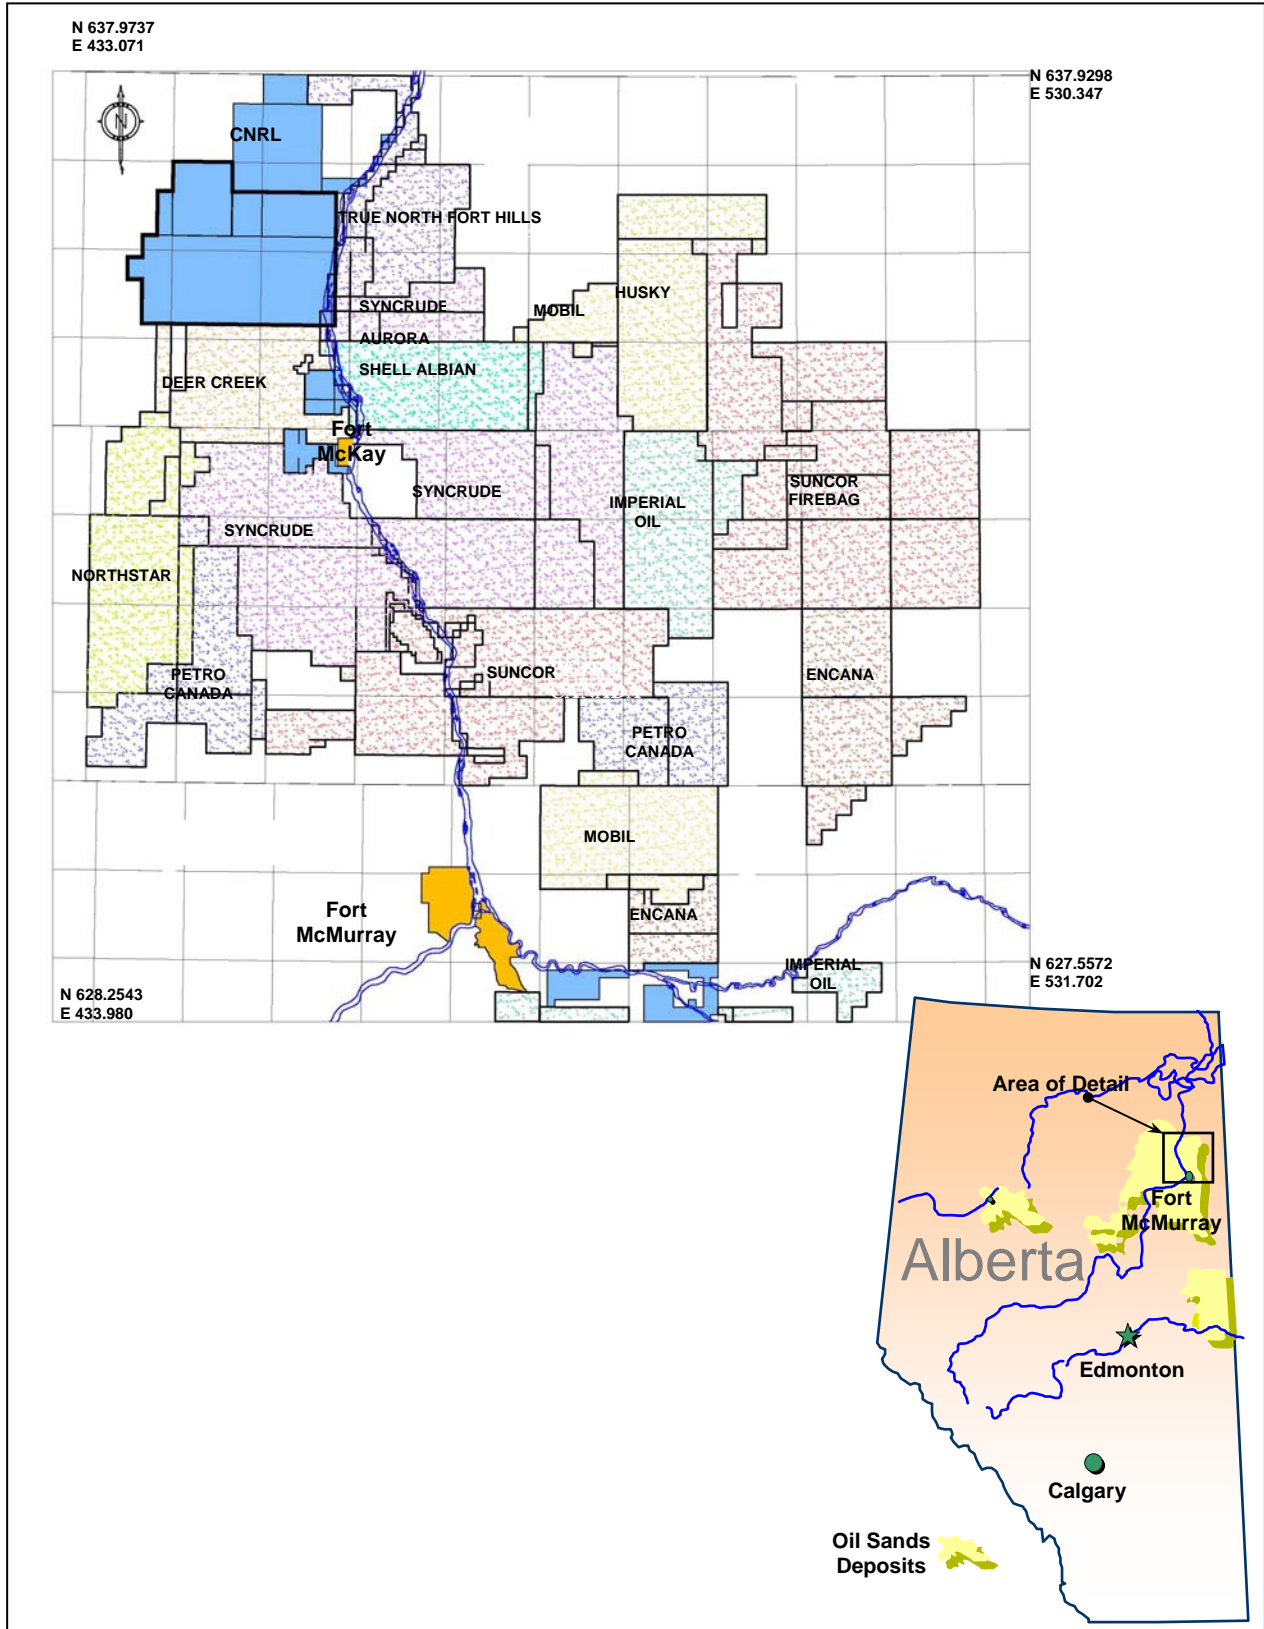 N 637.9737
E 433.071
N 637.9298
E 530.347
N
CNRL
TRUE NORTH FORT HILLS
SYNCRUDE
MOBIL
HUSKY
AURORA
SHELL ALBIAN
DEER CREEK
Fort
McKay
SYNCRUDE
IMPERIAL
OIL
SUNCOR
FIREBAG
SYNCRUDE
NORTHSTAR
PETRO
CANADA
SUNCOR
ENCANA
PETRO
CANADA
MOBIL
Fort
McMurray
ENCANA
IMPERIAL
OIL
N 628.2543
E 433.980
N 627.5572
E 531.702
Area of Detail
Fort
McMurray
Alberta
Edmonton
Calgary
Oil Sands
Deposits